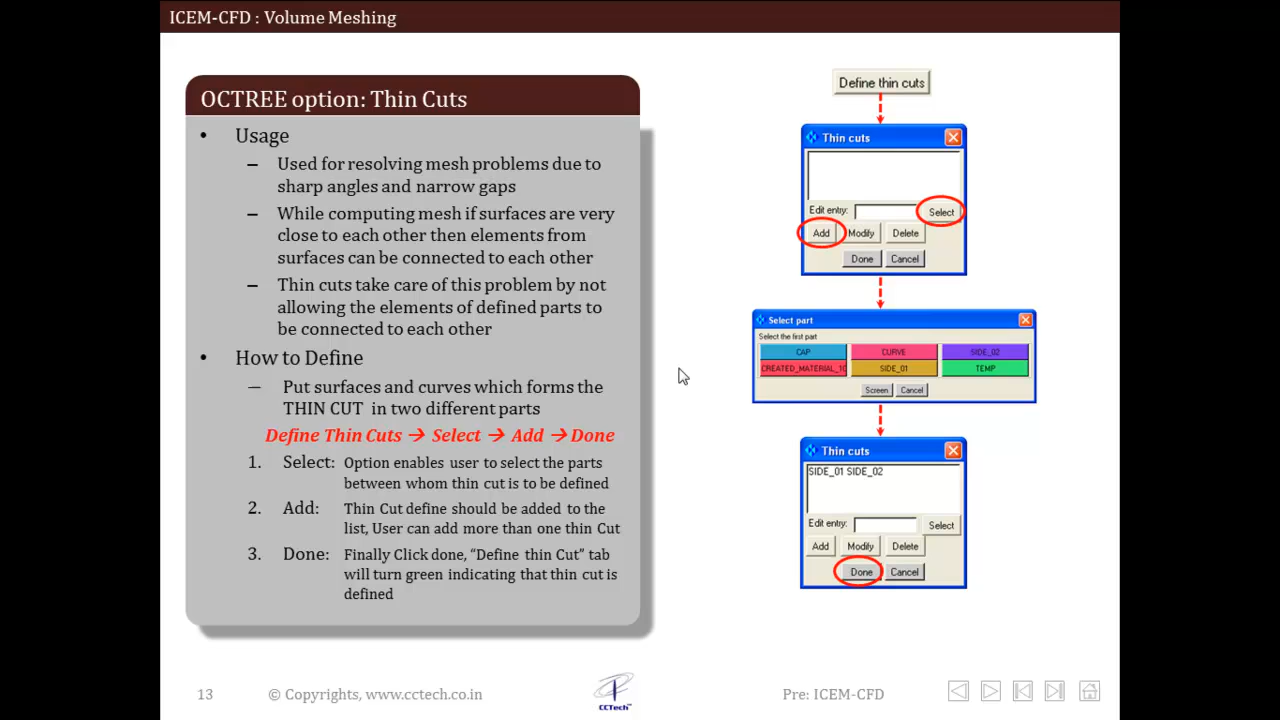 ICEM-CFD : Volume Meshing
OCTREE option: Thin Cuts
• Usage
– Used for resolving mesh problems due to
sharp angles and narrow gaps
– While computing mesh if surfaces are very
close to each other then elements from
surfaces can be connected to each other
– Thin cuts take care of this problem by not
allowing the elements of defined parts to
be connected to each other
• How to Define
– Put surfaces and curves which forms the
THIN CUT in two different parts
Define Thin Cuts → Select → Add → Done
1. Select: Option enables user to select the parts
between whom thin cut is to be defined
2. Add: Thin Cut define should be added to the
list, User can add more than one thin Cut
3. Done: Finally Click done, “Define thin Cut” tab
will turn green indicating that thin cut is
defined
Define thin cuts
Thin cuts
Edit entry: Select
Add Modify Delete
Done Cancel
Select part
Select the first part
CAP CURVE SIDE_02
CREATED_MATERIAL_10 SIDE_01 TEMP
Screen Cancel
Thin cuts
SIDE_01 SIDE_02
Edit entry: Select
Add Modify Delete
Done Cancel
13 © Copyrights, www.cctech.co.in
CCTech™
Pre: ICEM-CFD